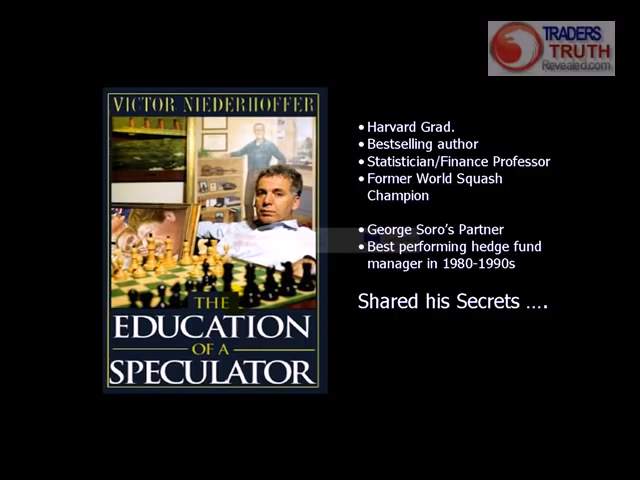 TRADERS
TRUTH
Revealed.com
VICTOR NIEDERHOFFER
THE
EDUCATION
OF A
SPECULATOR
• Harvard Grad.
• Bestselling author
• Statistician/Finance Professor
• Former World Squash
Champion
• George Soro's Partner
• Best performing hedge fund
manager in 1980-1990s
Shared his Secrets ....